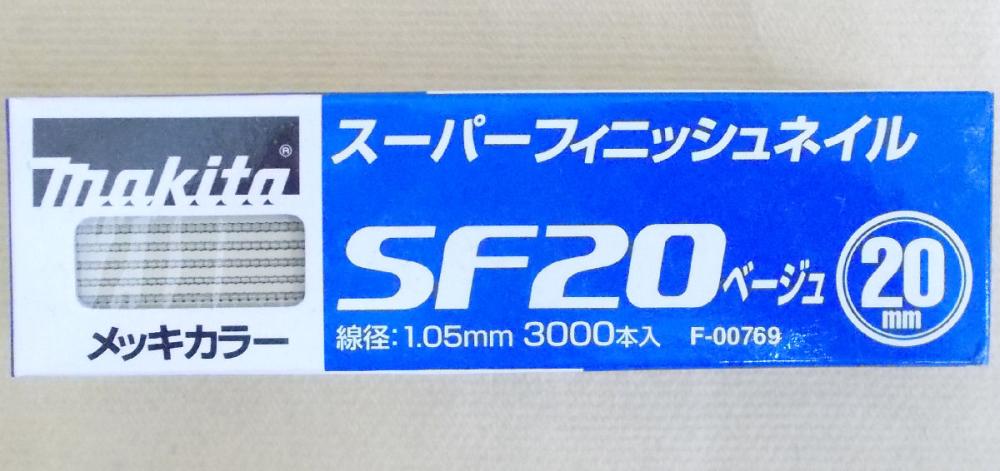 makita®
メッキカラー
スーパーフィニッシュネイル
SF20 ベージュ
20
mm
線径:1.05mm 3000本入 F-00769